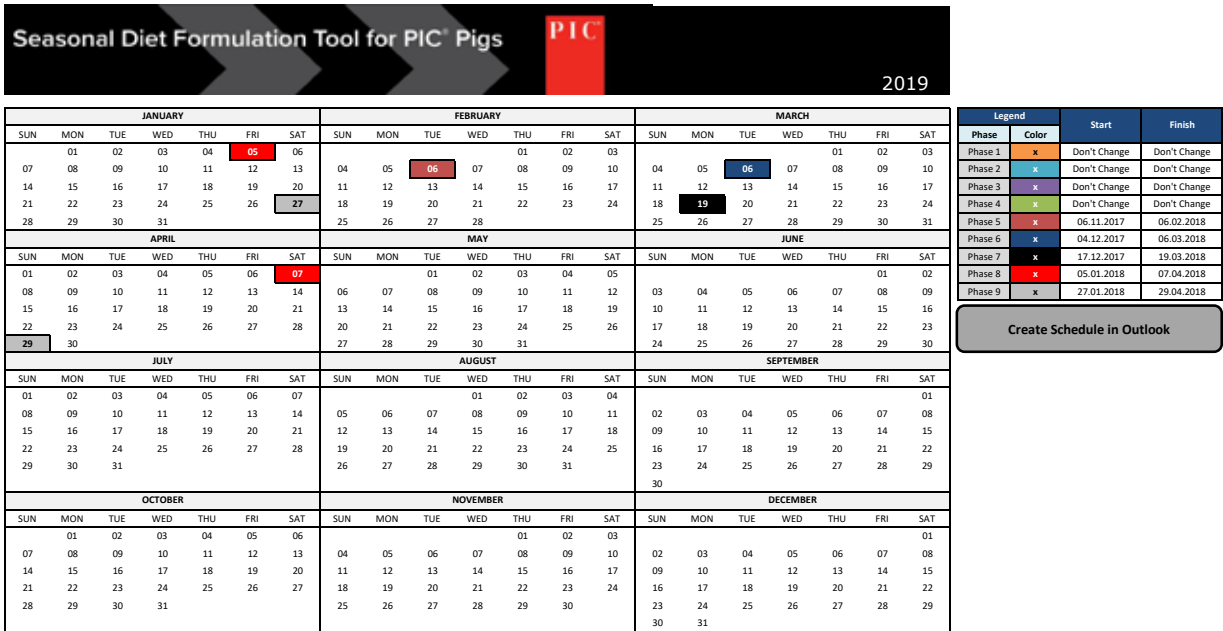 Seasonal Diet Formulation Tool for PIC® Pigs
PIC®
2019
JANUARY FEBRUARY MARCH
SUN MON TUE WED THU FRI SAT SUN MON TUE WED THU FRI SAT SUN MON TUE WED THU FRI SAT
01 02 03 04 05 06 01 02 03 01 02 03
07 08 09 10 11 12 13 04 05 06 07 08 09 10 04 05 06 07 08 09 10
14 15 16 17 18 19 20 11 12 13 14 15 16 17 11 12 13 14 15 16 17
21 22 23 24 25 26 27 18 19 20 21 22 23 24 18 19 20 21 22 23 24
28 29 30 31 25 26 27 28 25 26 27 28 29 30 31
APRIL MAY JUNE
SUN MON TUE WED THU FRI SAT SUN MON TUE WED THU FRI SAT SUN MON TUE WED THU FRI SAT
01 02 03 04 05 06 07 01 02 03 04 05 01 02
08 09 10 11 12 13 14 06 07 08 09 10 11 12 03 04 05 06 07 08 09
15 16 17 18 19 20 21 13 14 15 16 17 18 19 10 11 12 13 14 15 16
22 23 24 25 26 27 28 20 21 22 23 24 25 26 17 18 19 20 21 22 23
29 30 27 28 29 30 31 24 25 26 27 28 29 30
JULY AUGUST SEPTEMBER
SUN MON TUE WED THU FRI SAT SUN MON TUE WED THU FRI SAT SUN MON TUE WED THU FRI SAT
01 02 03 04 05 06 07 01 02 03 04 01
08 09 10 11 12 13 14 05 06 07 08 09 10 11 02 03 04 05 06 07 08
15 16 17 18 19 20 21 12 13 14 15 16 17 18 09 10 11 12 13 14 15
22 23 24 25 26 27 28 19 20 21 22 23 24 25 16 17 18 19 20 21 22
29 30 31 26 27 28 29 30 31 23 24 25 26 27 28 29
30
OCTOBER NOVEMBER DECEMBER
SUN MON TUE WED THU FRI SAT SUN MON TUE WED THU FRI SAT SUN MON TUE WED THU FRI SAT
01 02 03 04 05 06 01 02 03 01
07 08 09 10 11 12 13 04 05 06 07 08 09 10 02 03 04 05 06 07 08
14 15 16 17 18 19 20 11 12 13 14 15 16 17 09 10 11 12 13 14 15
21 22 23 24 25 26 27 18 19 20 21 22 23 24 16 17 18 19 20 21 22
28 29 30 31 25 26 27 28 29 30 23 24 25 26 27 28 29
30 31
Legend Start Finish
Phase Color
Phase 1 x Don't Change Don't Change
Phase 2 x Don't Change Don't Change
Phase 3 x Don't Change Don't Change
Phase 4 x Don't Change Don't Change
Phase 5 x 06.11.2017 06.02.2018
Phase 6 x 04.12.2017 06.03.2018
Phase 7 x 17.12.2017 19.03.2018
Phase 8 x 05.01.2018 07.04.2018
Phase 9 x 27.01.2018 29.04.2018
Create Schedule in Outlook